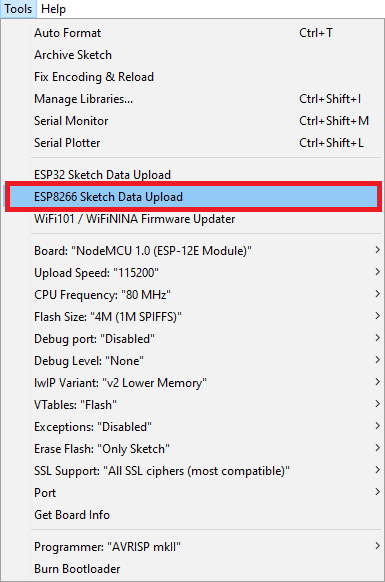 Tools Help
Auto Format Ctrl+T
Archive Sketch
Fix Encoding & Reload
Manage Libraries... Ctrl+Shift+I
Serial Monitor Ctrl+Shift+M
Serial Plotter Ctrl+Shift+L
ESP32 Sketch Data Upload
ESP8266 Sketch Data Upload
WiFi101 / WiFiNINA Firmware Updater
Board: "NodeMCU 1.0 (ESP-12E Module)"
Upload Speed: "115200"
CPU Frequency: "80 MHz"
Flash Size: "4M (1M SPIFFS)"
Debug port: "Disabled"
Debug Level: "None"
lwIP Variant: "v2 Lower Memory"
VTables: "Flash"
Exceptions: "Disabled"
Erase Flash: "Only Sketch"
SSL Support: "All SSL ciphers (most compatible)"
Port
Get Board Info
Programmer: "AVRISP mkII"
Burn Bootloader